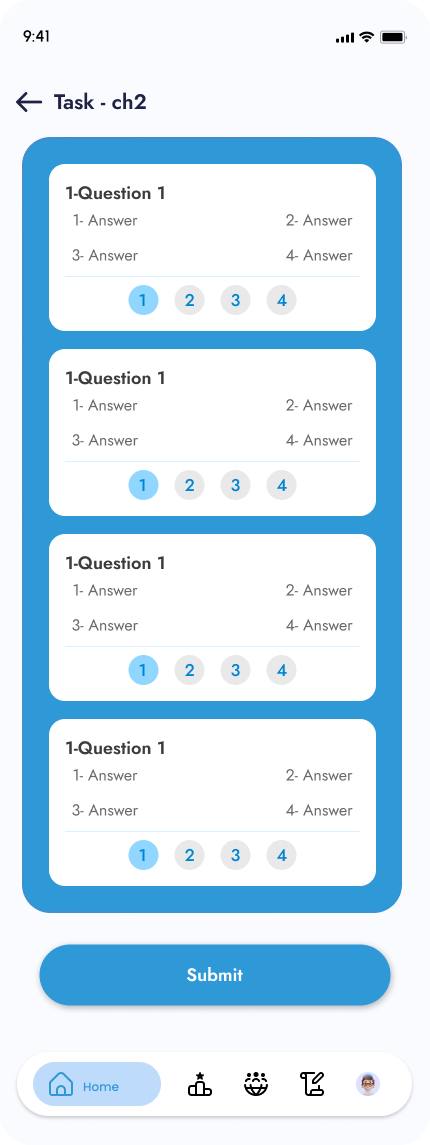 9:41
Task - ch2
1-Question 1
1- Answer 2- Answer
3- Answer 4- Answer
1 2 3 4
1-Question 1
1- Answer 2- Answer
3- Answer 4- Answer
1 2 3 4
1-Question 1
1- Answer 2- Answer
3- Answer 4- Answer
1 2 3 4
1-Question 1
1- Answer 2- Answer
3- Answer 4- Answer
1 2 3 4
Submit
Home